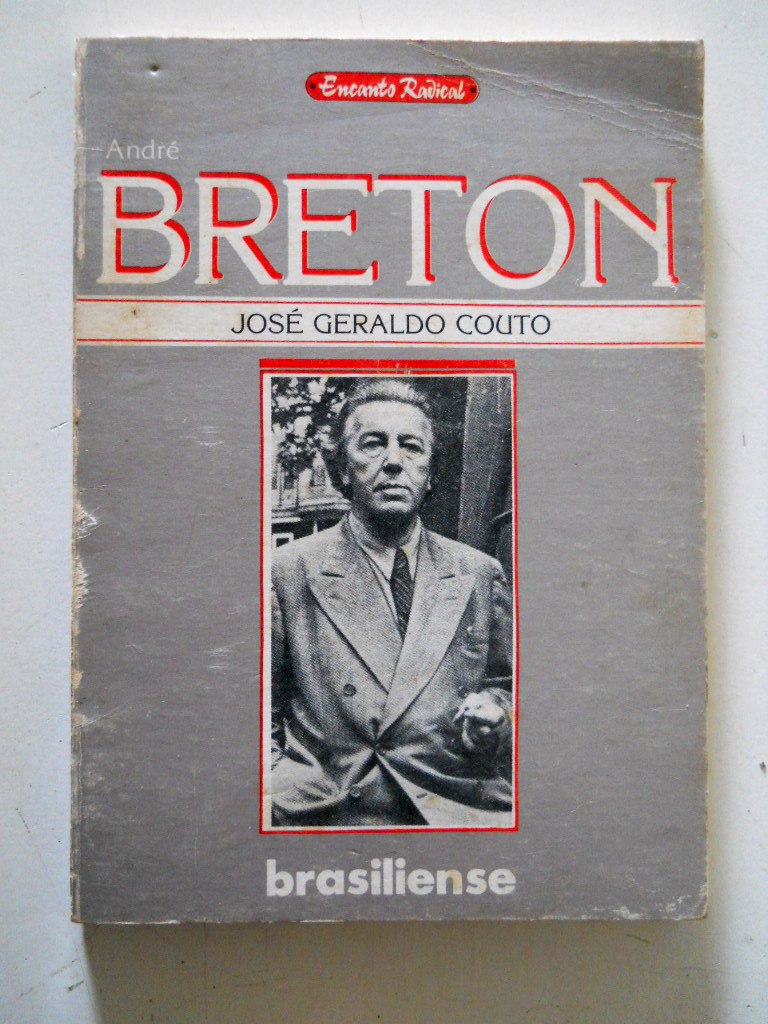 Encanto Radical
André
BRETON
JOSÉ GERALDO COUTO
brasiliense